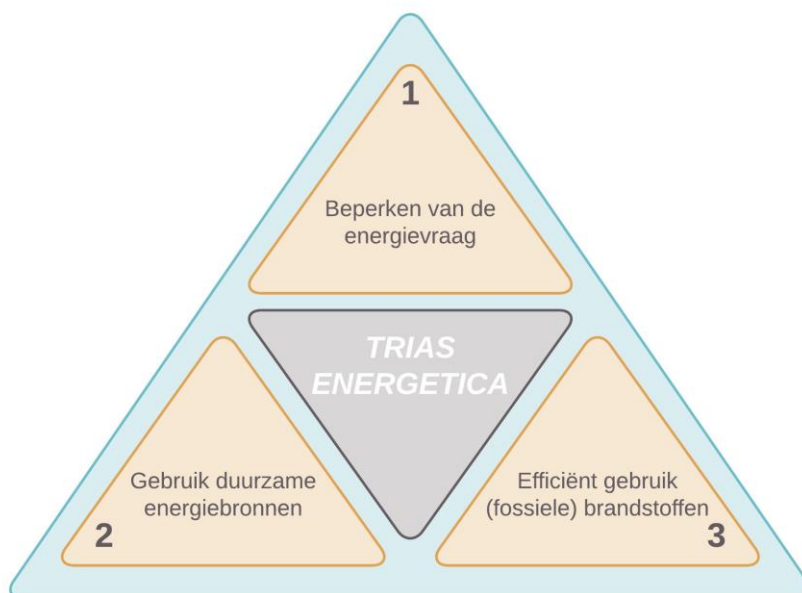 1
Beperken van de
energievraag
TRIAS
ENERGETICA
Gebruik duurzame
energiebronnen
2
Efficiënt gebruik
(fossiele) brandstoffen
3